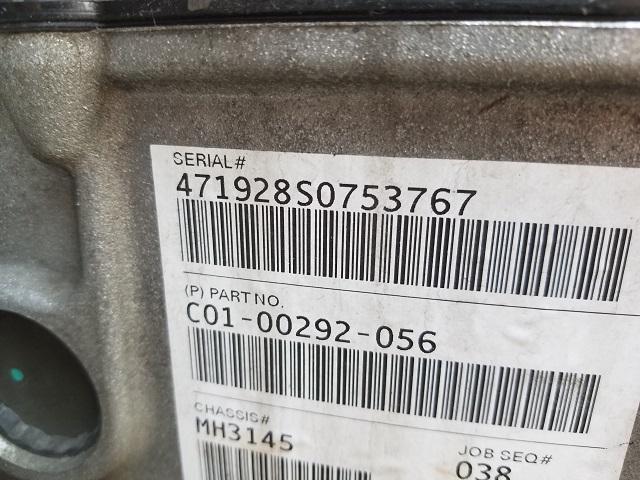 SERIAL#
471928S0753767
(P) PART NO.
C01-00292-056
CHASSIS# JOB SEQ#
MH3145 038